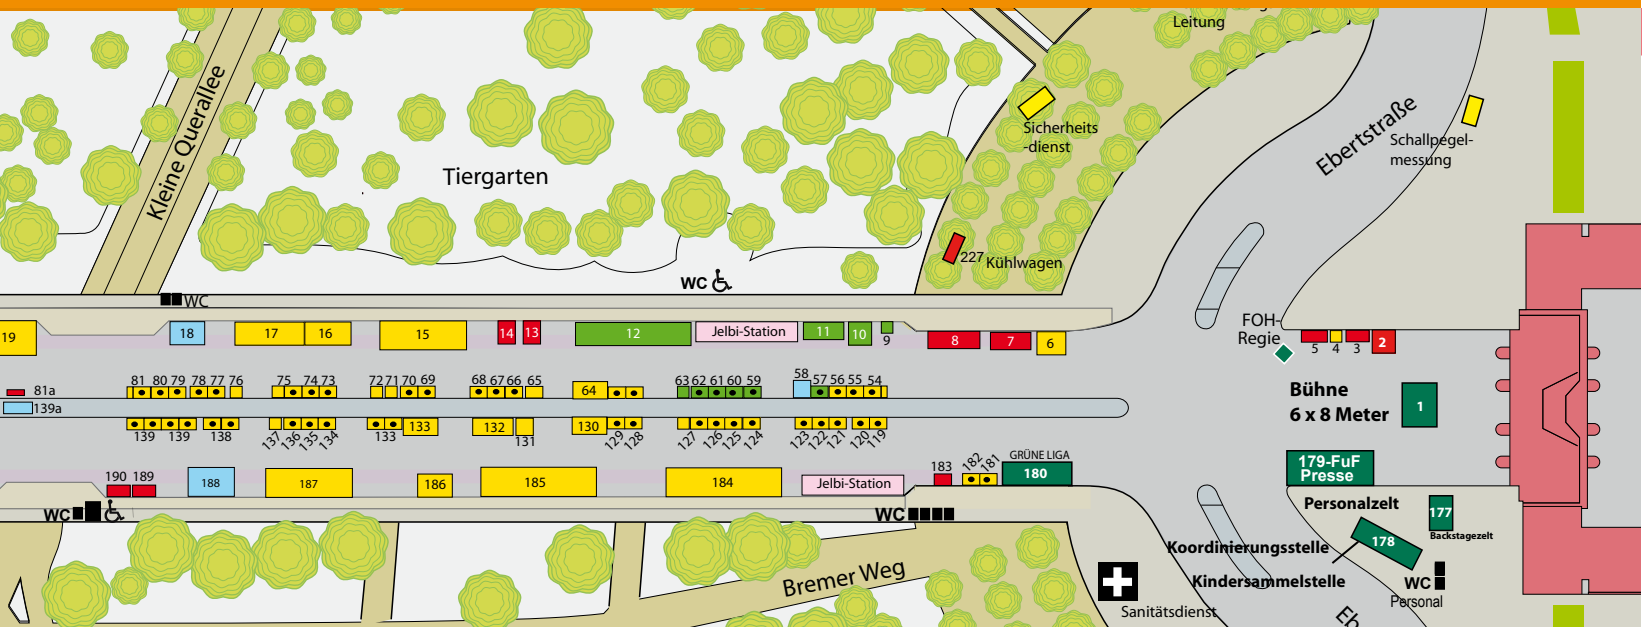 Leitung
Kleine Querallee
Tiergarten
Sicherheits
-dienst
Ebertstraße
Schallpegel-
messung
227 Kühlwagen
WC
WC
19
18
17
16
15
14
13
12
Jelbi-Station
11
10
9
8
7
6
FOH-
Regie
5
4
3
2
81a
81 80 79 78 77 76
75 74 73
72 71 70 69
68 67 66 65
64
63 62 61 60 59
58 57 56 55 54
Bühne
6 x 8 Meter
1
139a
139 139 138
137 136 135 134
133 133
132 131
130 129 128
127 126 125 124
123 122 121 120 119
190 189
188
187
186
185
184
Jelbi-Station
183
182
181
GRÜNE LIGA
180
179-FuF
Presse
WC
WC
Personalzelt
177
Backstagezelt
178
Koordinierungsstelle
Kindersammelstelle
WC
Personal
Bremer Weg
Sanitätsdienst
Eb